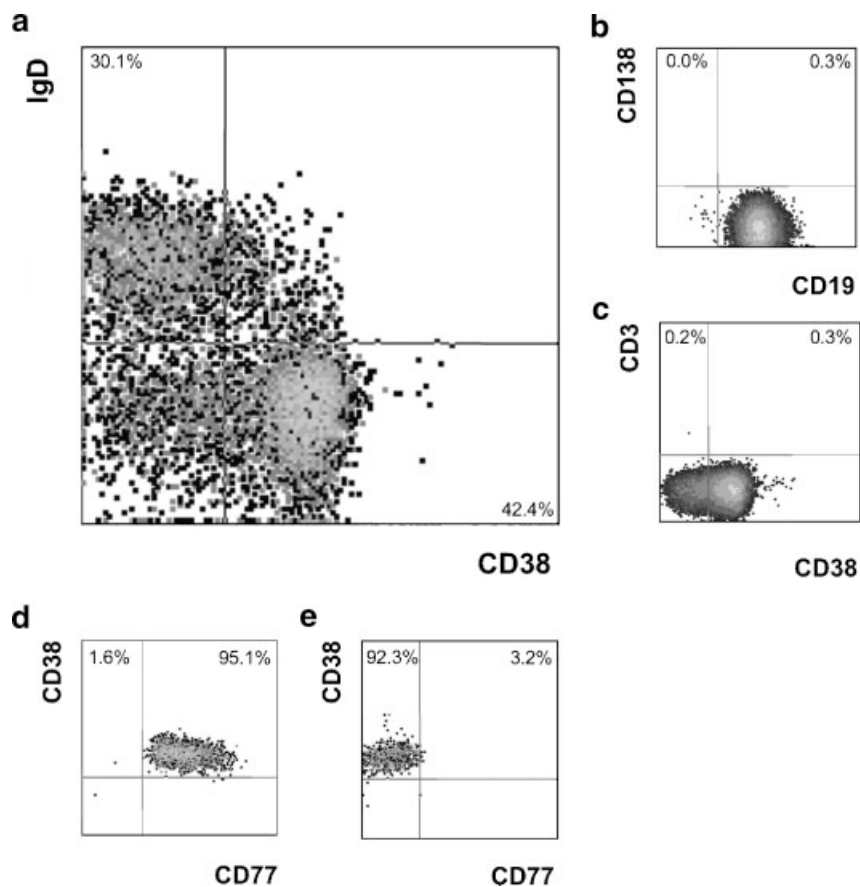 a
IgD
30.1%
42.4%
CD38
b
CD138
0.0%
0.3%
CD19
c
CD3
0.2%
0.3%
CD38
d
CD38
1.6%
95.1%
CD77
e
CD38
92.3%
3.2%
CD77